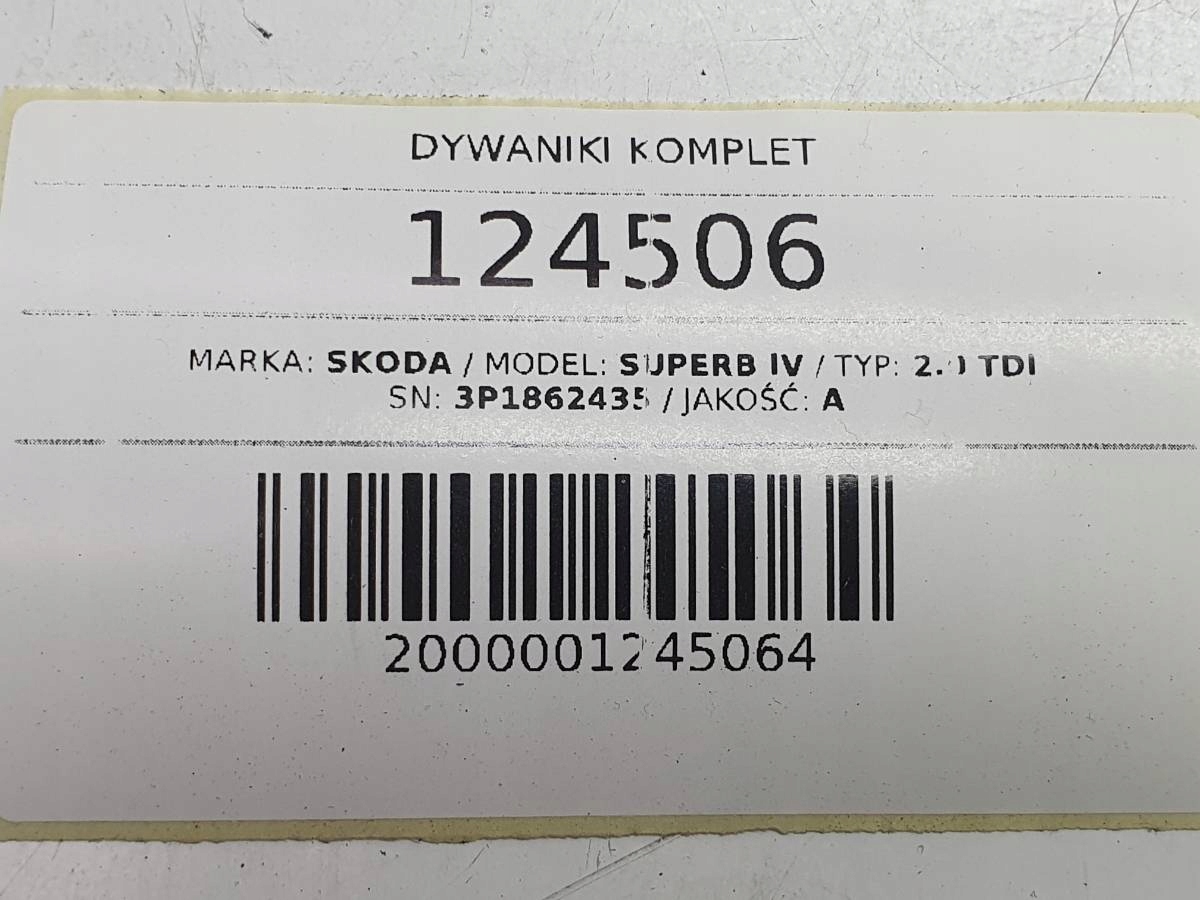 DYWANIKI KOMPLET
124506
MARKA: SKODA / MODEL: SUPERB IV / TYP: 2.0 TDI
SN: 3P1862435 / JAKOŚĆ: A
2000001245064